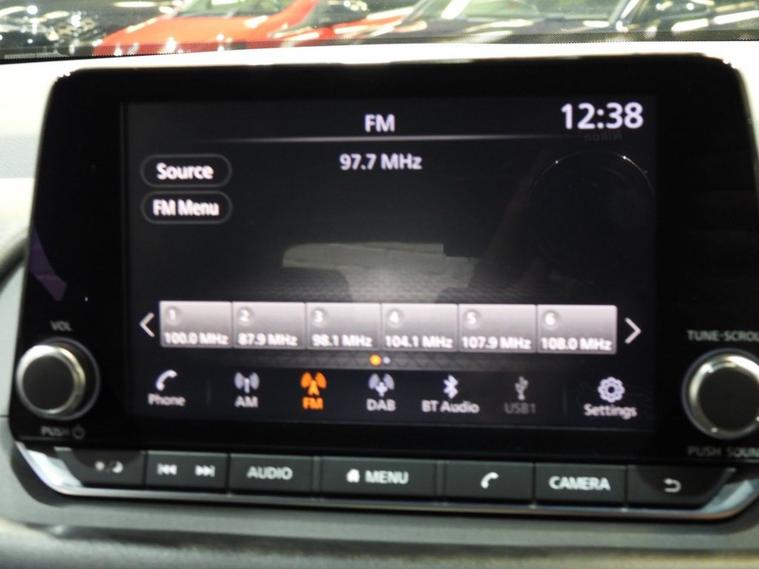 FM
12:38
Source
97.7 MHz
FM Menu
1 2 3 4 5 6
100.0 MHz 87.9 MHz 98.1 MHz 104.1 MHz 107.9 MHz 108.0 MHz
VOL
TUNE-SCROL
Phone AM FM DAB BT Audio USB1 Settings
PUSH
PUSH SOUN
AUDIO MENU CAMERA